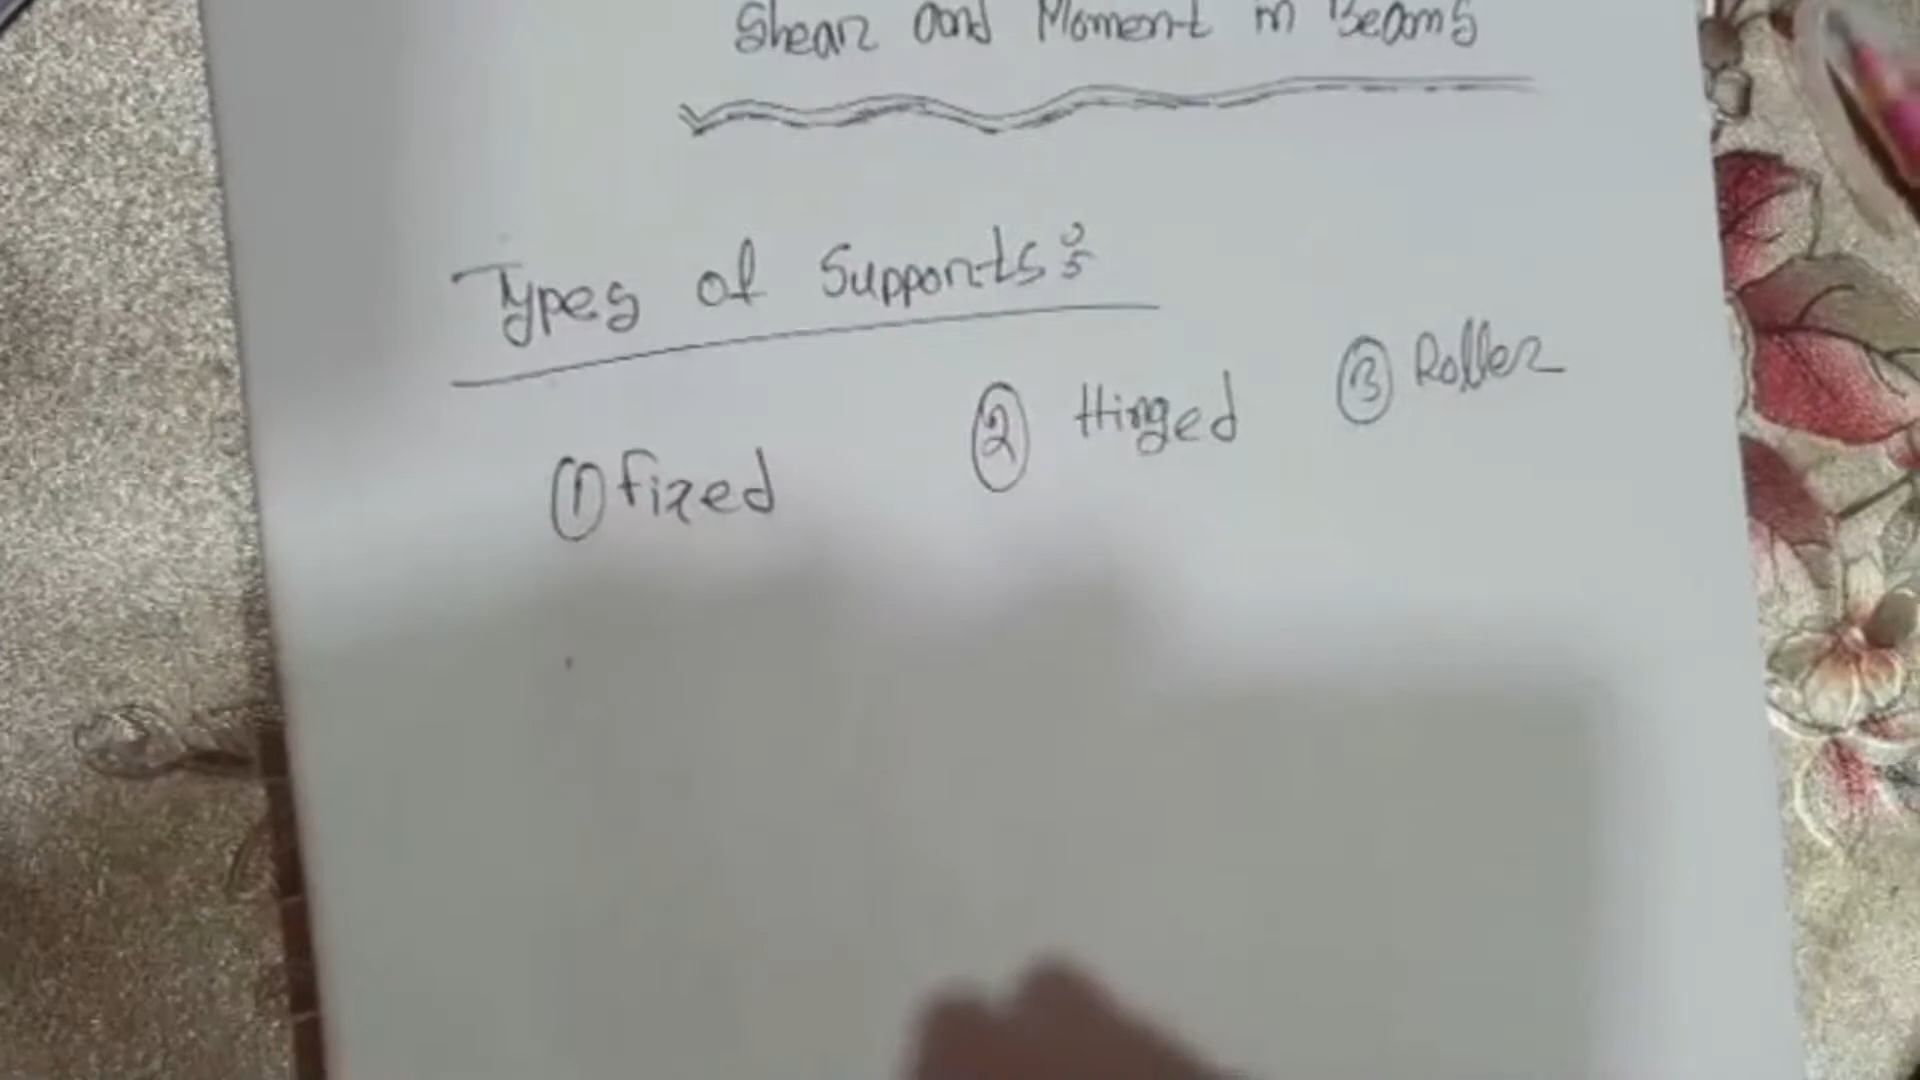 Shear and Moment in Beams
Types of Supports:
① fixed ② Hinged ③ Roller